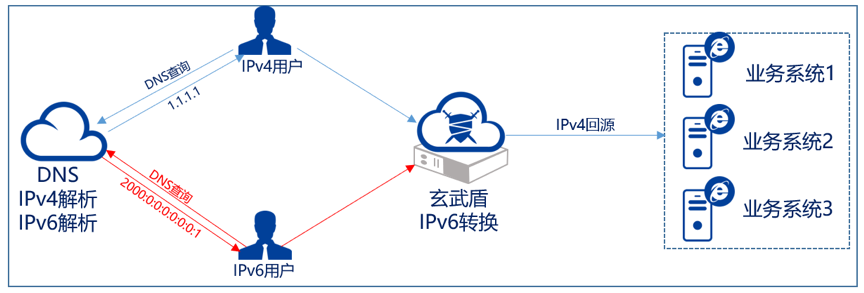 IPv4用户
DNS查询
1.1.1.1
DNS
IPv4解析
IPv6解析
DNS查询
2000:0:0:0:0:0:0:1
IPv6用户
玄武盾
IPv6转换
IPv4回源
业务系统1
业务系统2
业务系统3